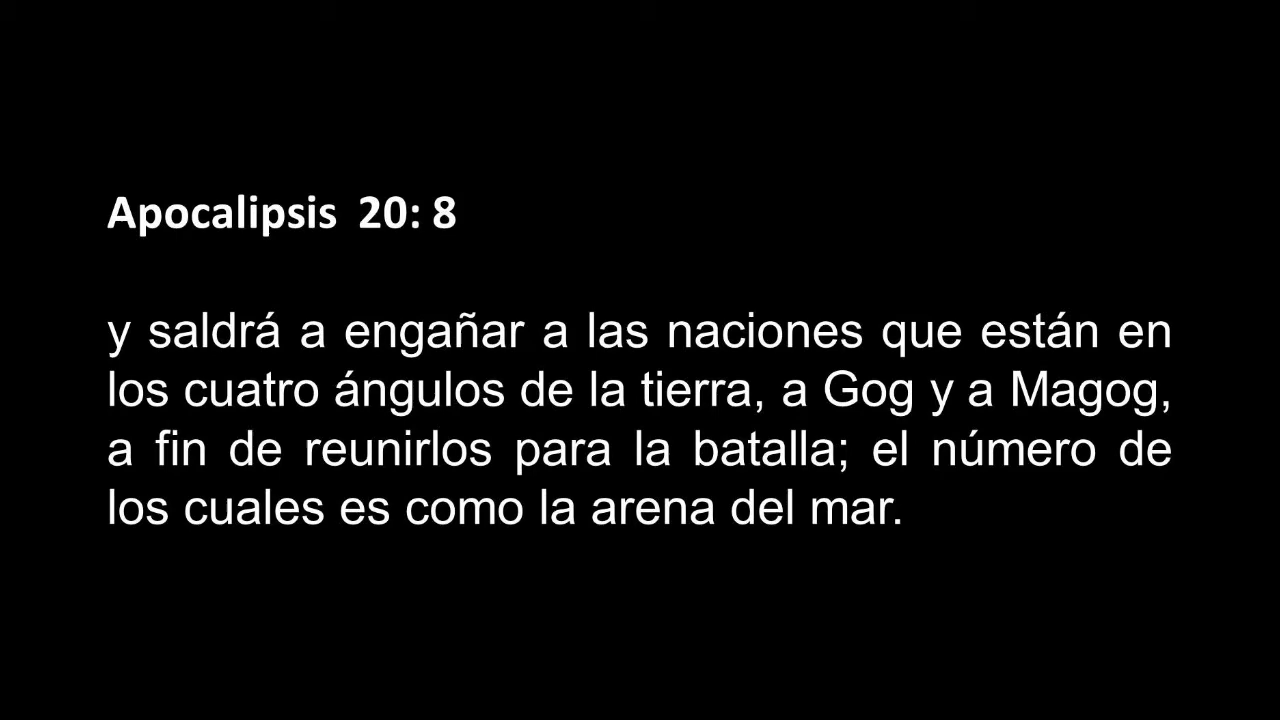 Apocalipsis 20: 8
y saldrá a engañar a las naciones que están en
los cuatro ángulos de la tierra, a Gog y a Magog,
a fin de reunirlos para la batalla; el número de
los cuales es como la arena del mar.